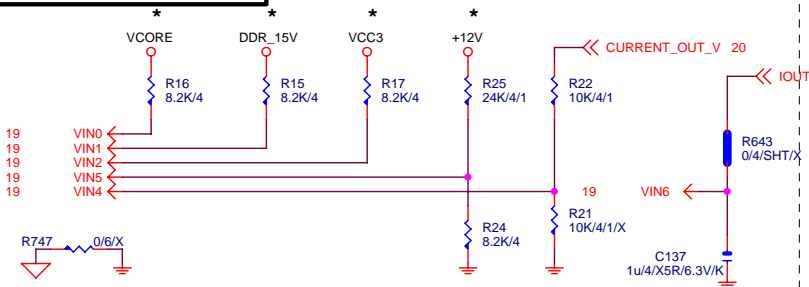 * * * *
VCORE DDR_15V VCC3 +12V
CURRENT_OUT_V 20
IOUT
R16
8.2K/4
R15
8.2K/4
R17
8.2K/4
R25
24K/4/1
R22
10K/4/1
19 VIN0
19 VIN1
19 VIN2
19 VIN5
19 VIN4
19 VIN6
R643
0/4/SHT/X
R24
8.2K/4
R21
10K/4/1/X
R747 0/6/X
C137
1u/4/X5R/6.3V/K